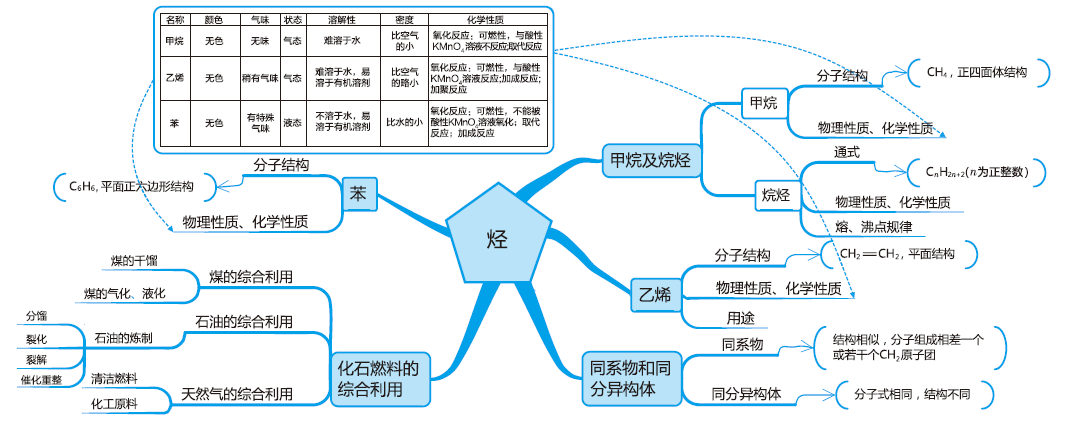 名称 颜色 气味 状态 溶解性 密度 化学性质
甲烷 无色 无味 气态 难溶于水 比空气的小 氧化反应：可燃性，与酸性KMnO₄溶液不反应;取代反应
乙烯 无色 稍有气味 气态 难溶于水，易溶于有机溶剂 比空气的略小 氧化反应：可燃性，与酸性KMnO₄溶液反应;加成反应;加聚反应
苯 无色 有特殊气味 液态 不溶于水，易溶于有机溶剂 比水的小 氧化反应：可燃性，不能被酸性KMnO₄溶液氧化；取代反应；加成反应
烃
甲烷及烷烃
甲烷
分子结构
CH₄，正四面体结构
物理性质、化学性质
烷烃
通式
CₙH₂ₙ₊₂(n为正整数)
物理性质、化学性质
熔、沸点规律
乙烯
分子结构
CH₂═CH₂，平面结构
物理性质、化学性质
用途
同系物和同
分异构体
同系物
结构相似，分子组成相差一个
或若干个CH₂原子团
同分异构体
分子式相同，结构不同
苯
分子结构
C₆H₆，平面正六边形结构
物理性质、化学性质
化石燃料的
综合利用
煤的综合利用
煤的干馏
煤的气化、液化
石油的综合利用
石油的炼制
分馏
裂化
裂解
催化重整
天然气的综合利用
清洁燃料
化工原料